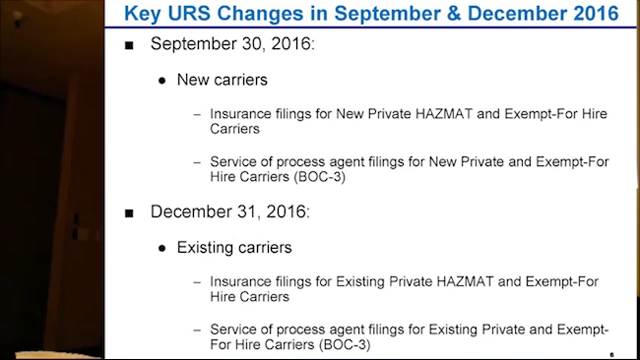 Key URS Changes in September & December 2016
■ September 30, 2016:
● New carriers
– Insurance filings for New Private HAZMAT and Exempt-For Hire
Carriers
– Service of process agent filings for New Private and Exempt-For
Hire Carriers (BOC-3)
■ December 31, 2016:
● Existing carriers
– Insurance filings for Existing Private HAZMAT and Exempt-For
Hire Carriers
– Service of process agent filings for Existing Private and Exempt-
For Hire Carriers (BOC-3)
6